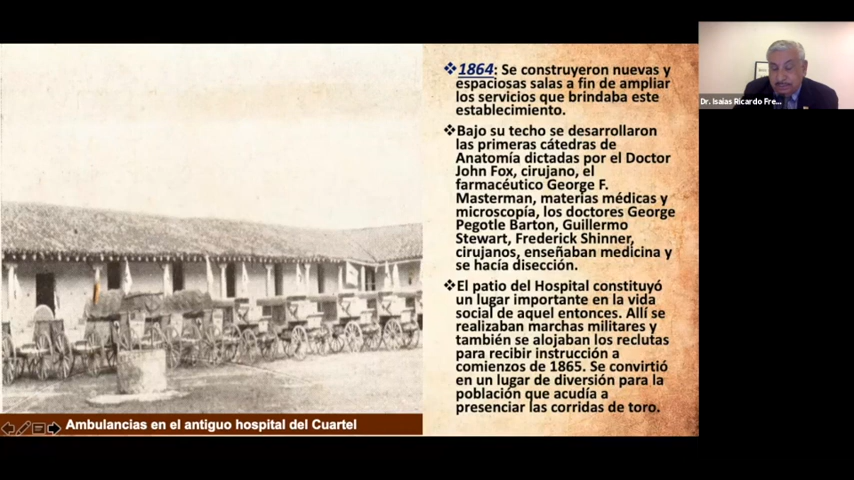 ❖1864: Se construyeron nuevas y
espaciosas salas a fin de ampliar
los servicios que brindaba este
establecimiento.
❖Bajo su techo se desarrollaron
las primeras cátedras de
Anatomía dictadas por el Doctor
John Fox, cirujano, el
farmacéutico George F.
Masterman, materias médicas y
microscopía, los doctores George
Pegotle Barton, Guillermo
Stewart, Frederick Shinner,
cirujanos, enseñaban medicina y
se hacía disección.
❖El patio del Hospital constituyó
un lugar importante en la vida
social de aquel entonces. Allí se
realizaban marchas militares y
también se alojaban los reclutas
para recibir instrucción a
comienzos de 1865. Se convirtió
en un lugar de diversión para la
población que acudía a
presenciar las corridas de toro.
Ambulancias en el antiguo hospital del Cuartel
Dr. Isaias Ricardo Fre...